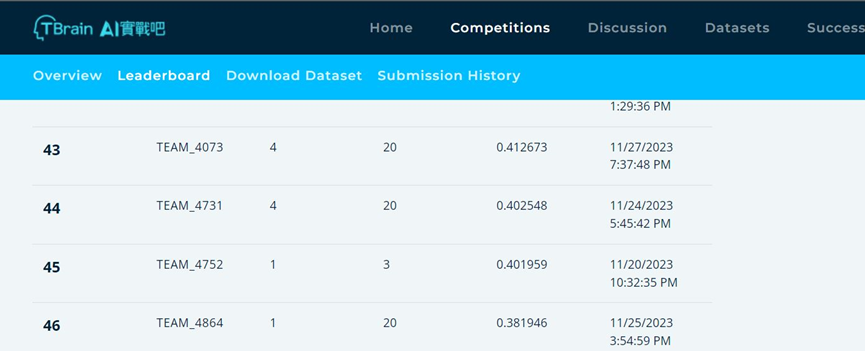 TBrain AI實戰吧 Home Competitions Discussion Datasets Success
Overview Leaderboard Download Dataset Submission History
1:29:36 PM
43 TEAM_4073 4 20 0.412673 11/27/2023
7:37:48 PM
44 TEAM_4731 4 20 0.402548 11/24/2023
5:45:42 PM
45 TEAM_4752 1 3 0.401959 11/20/2023
10:32:35 PM
46 TEAM_4864 1 20 0.381946 11/25/2023
3:54:59 PM